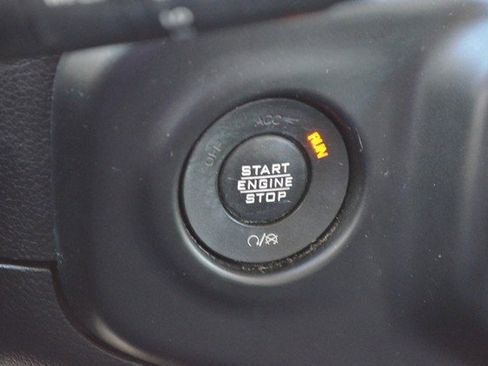 OFF
ACC
RUN
START
ENGINE
STOP